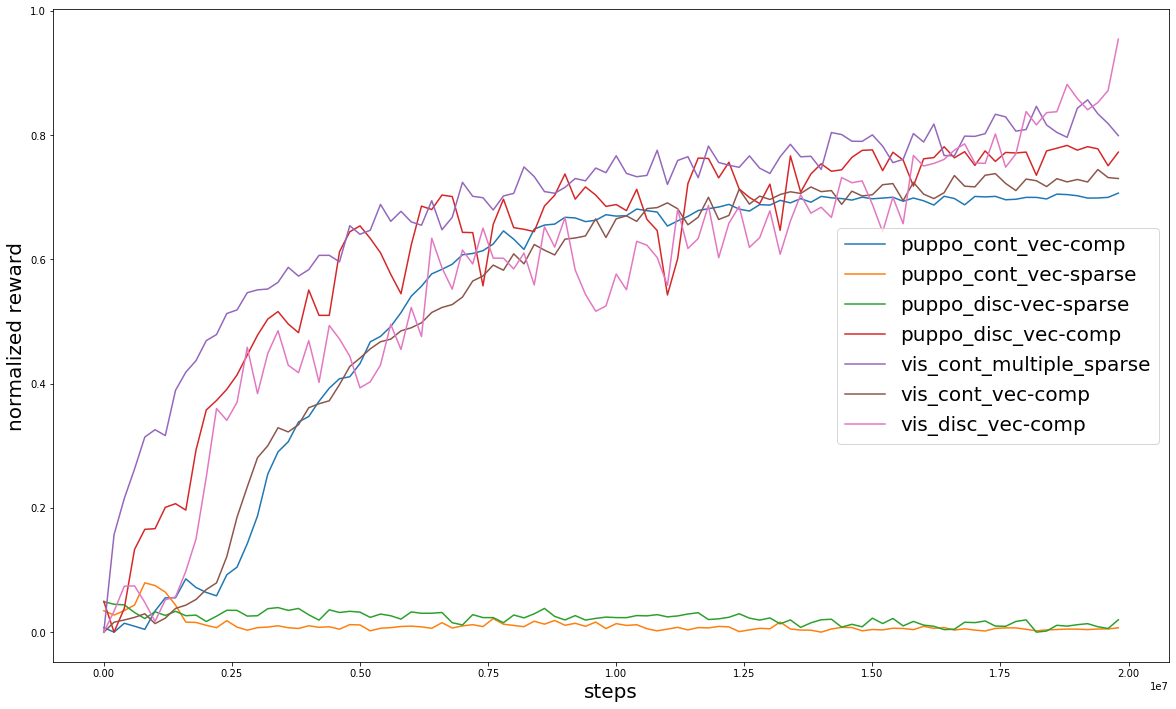 1.0
0.8
0.6
0.4
0.2
0.0
normalized reward
puppo_cont_vec-comp
puppo_cont_vec-sparse
puppo_disc-vec-sparse
puppo_disc_vec-comp
vis_cont_multiple_sparse
vis_cont_vec-comp
vis_disc_vec-comp
0.00 0.25 0.50 0.75 1.00 1.25 1.50 1.75 2.00
1e7
steps